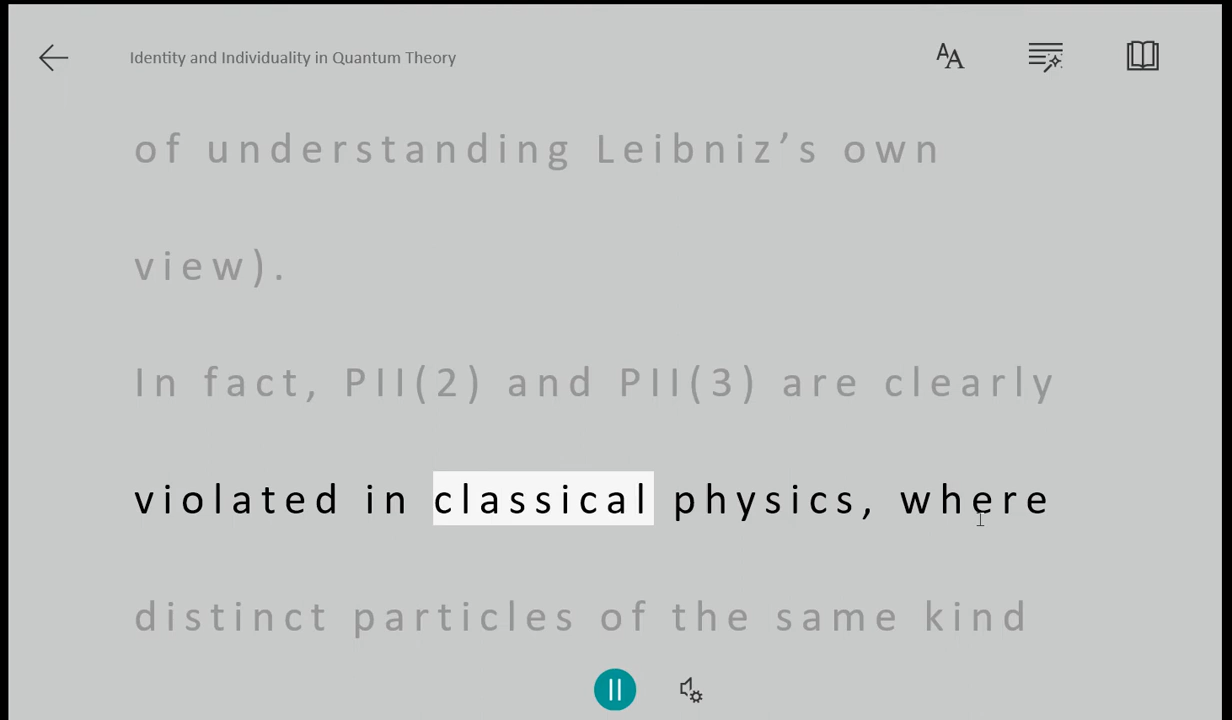 Identity and Individuality in Quantum Theory
of understanding Leibniz’s own
view).
In fact, PII(2) and PII(3) are clearly
violated in classical physics, where
distinct particles of the same kind